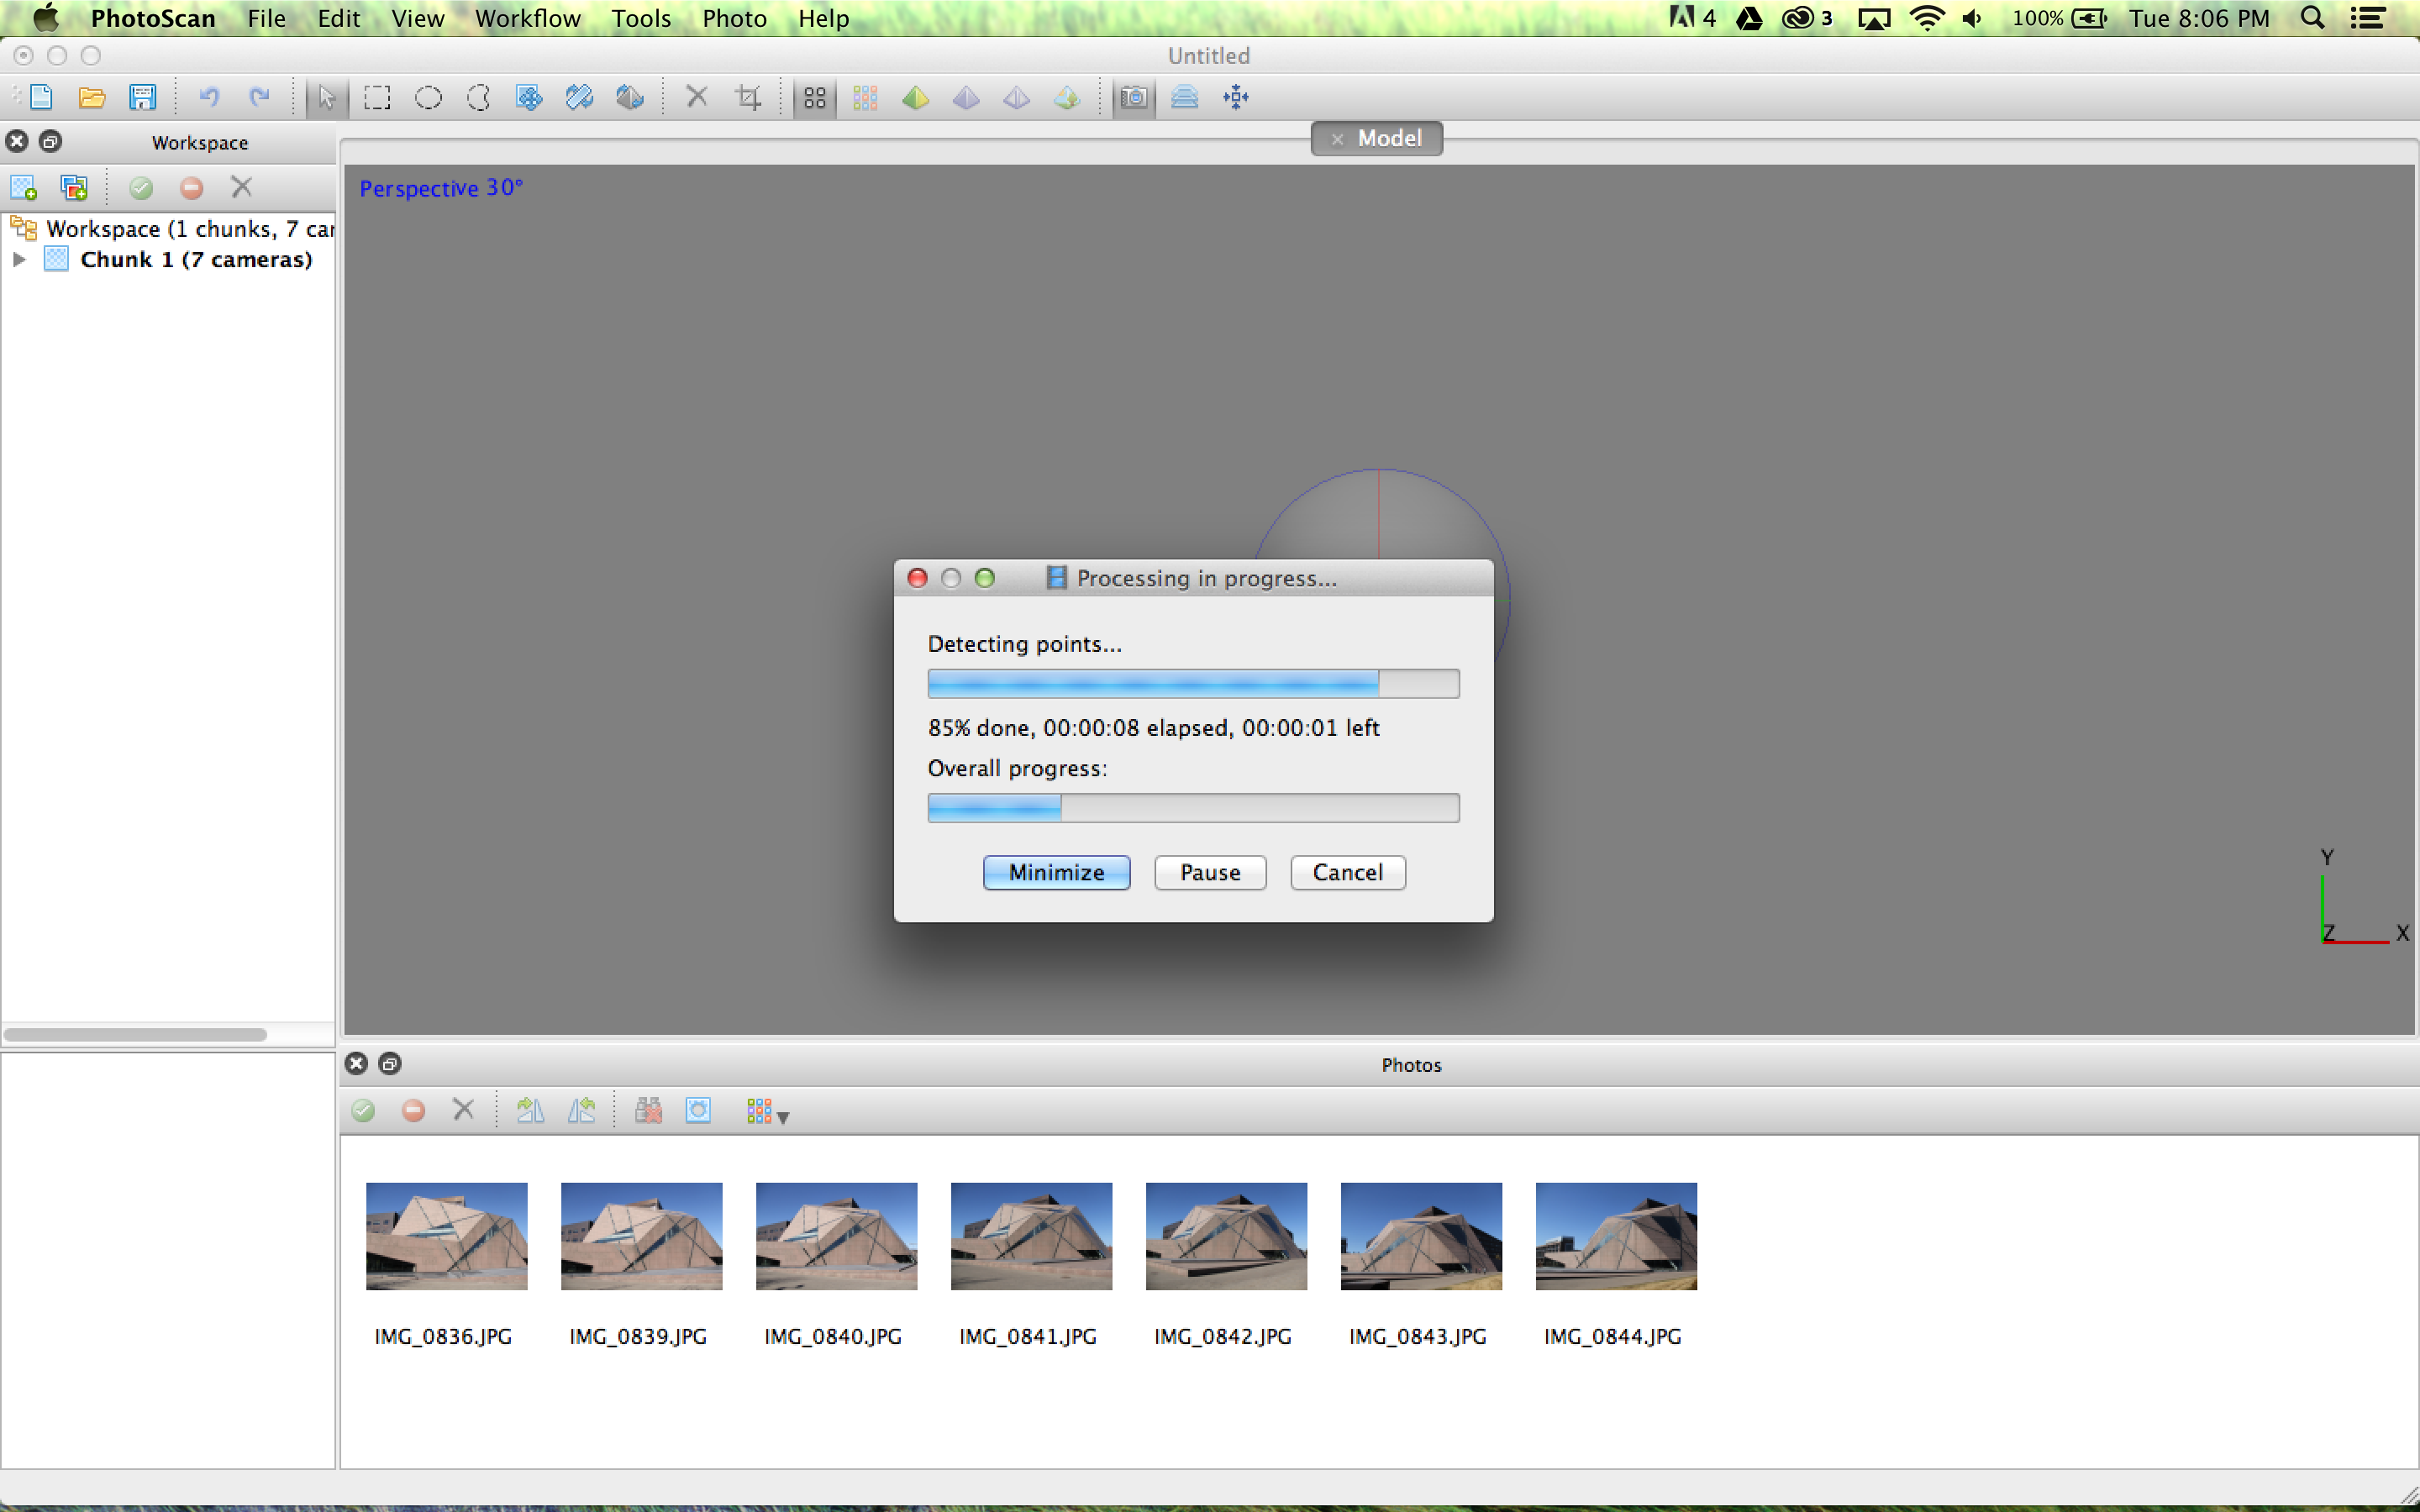 PhotoScan File Edit View Workflow Tools Photo Help 4 3 100% Tue 8:06 PM
Untitled
Workspace
Model
Perspective 30°
Workspace (1 chunks, 7 car
Chunk 1 (7 cameras)
Processing in progress...
Detecting points...
85% done, 00:00:08 elapsed, 00:00:01 left
Overall progress:
Minimize Pause Cancel
Y
Z X
Photos
IMG_0836.JPG IMG_0839.JPG IMG_0840.JPG IMG_0841.JPG IMG_0842.JPG IMG_0843.JPG IMG_0844.JPG